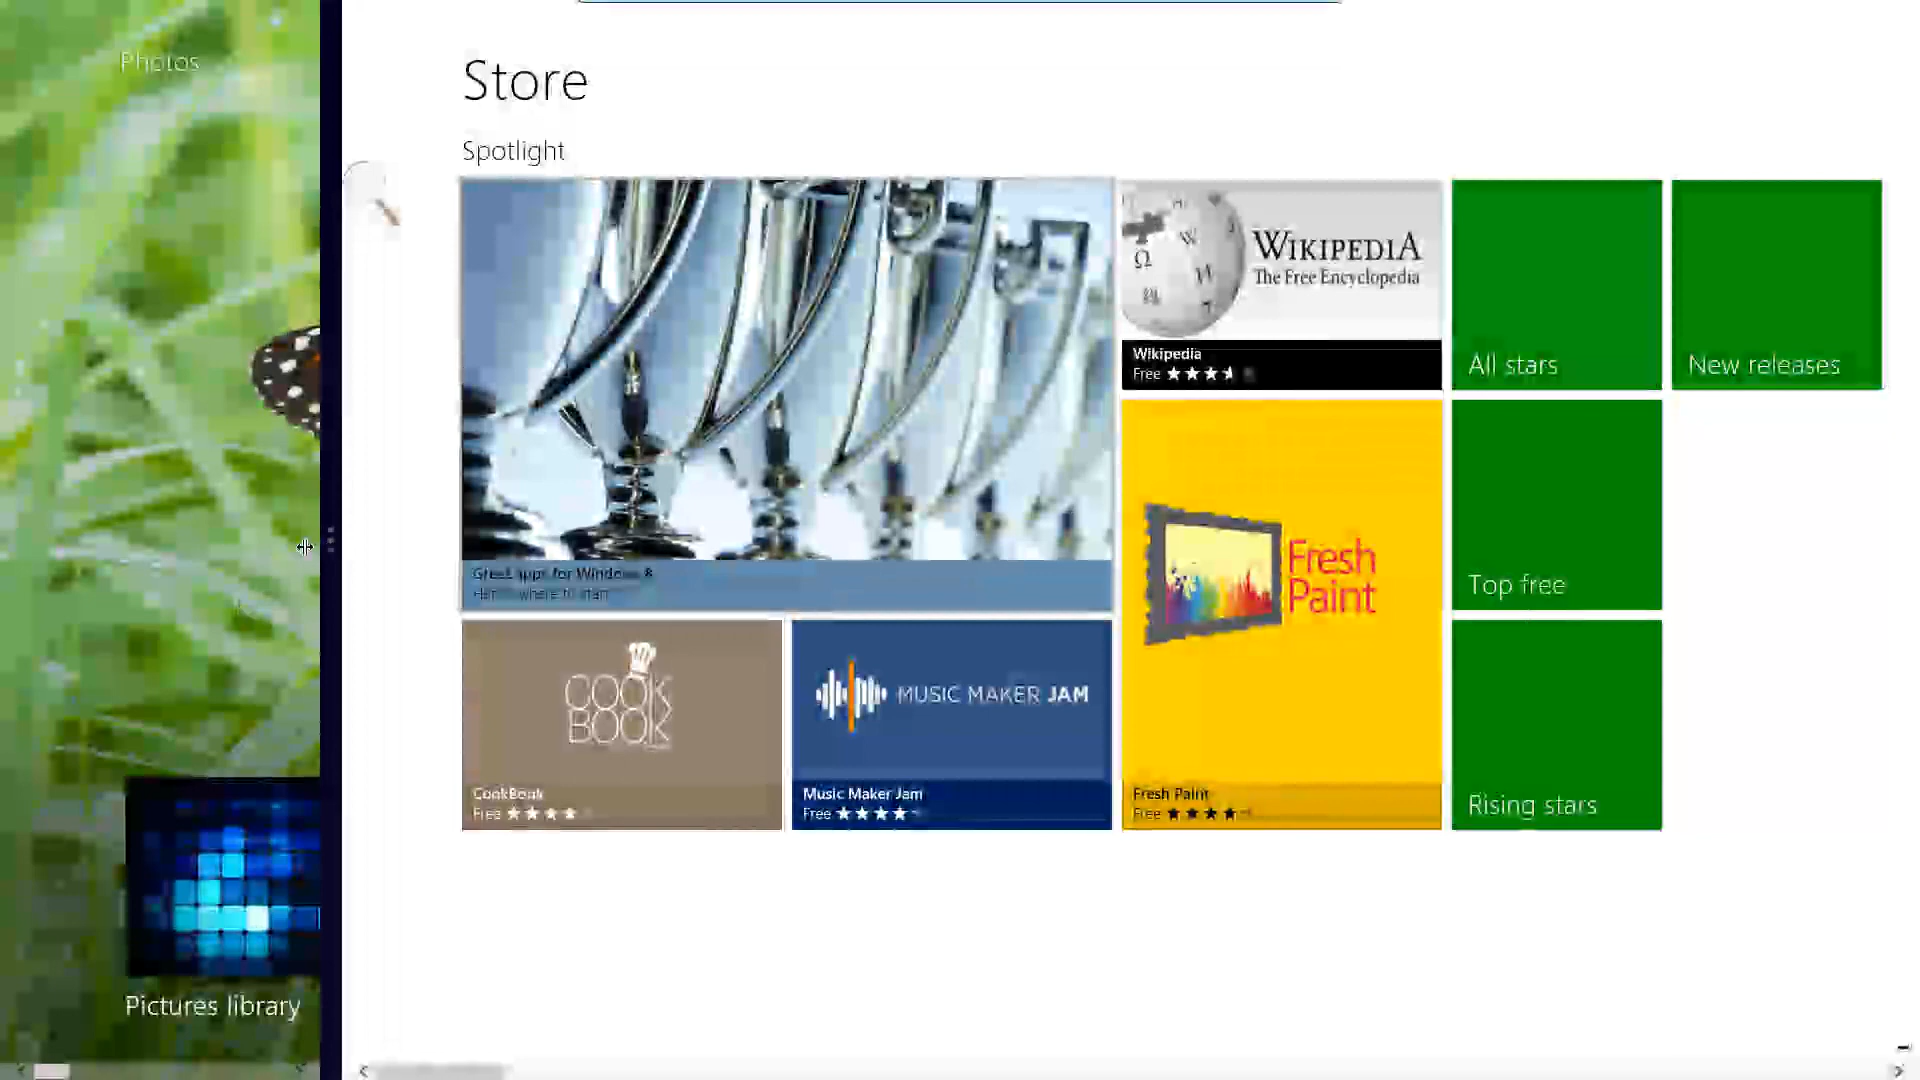 Photos
Pictures library
Store
Spotlight
Great apps for Windows 8
WIKIPEDIA
The Free Encyclopedia
Wikipedia
Free
All stars
New releases
Fresh
Paint
Top free
COOK
BOOK
CookBook
Free
MUSIC MAKER JAM
Music Maker Jam
Free
Fresh Paint
Free
Rising stars